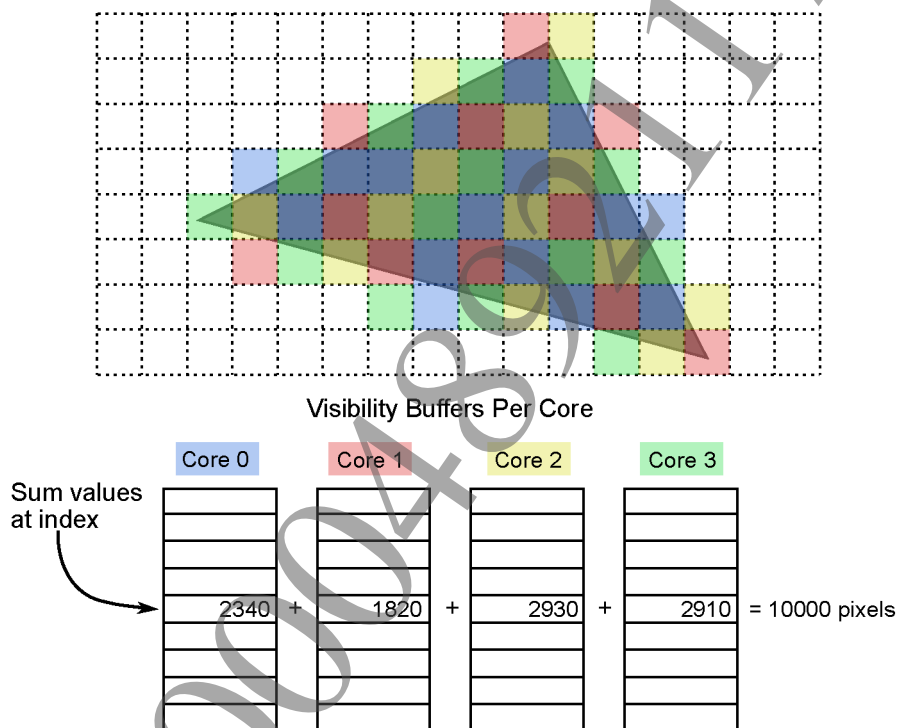 Visibility Buffers Per Core
Core 0 Core 1 Core 2 Core 3
Sum values
at index
2340 + 1820 + 2930 + 2910 = 10000 pixels